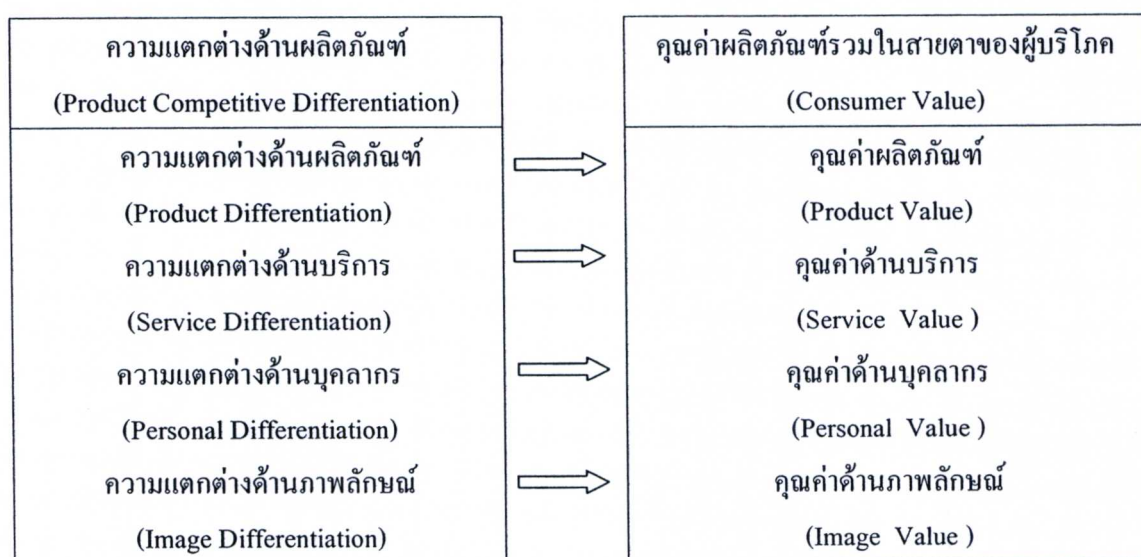 ความแตกต่างด้านผลิตภัณฑ์
(Product Competitive Differentiation)
ความแตกต่างด้านผลิตภัณฑ์
(Product Differentiation)
ความแตกต่างด้านบริการ
(Service Differentiation)
ความแตกต่างด้านบุคลากร
(Personal Differentiation)
ความแตกต่างด้านภาพลักษณ์
(Image Differentiation)
คุณค่าผลิตภัณฑ์รวมในสายตาของผู้บริโภค
(Consumer Value)
คุณค่าผลิตภัณฑ์
(Product Value)
คุณค่าด้านบริการ
(Service Value )
คุณค่าด้านบุคลากร
(Personal Value )
คุณค่าด้านภาพลักษณ์
(Image Value )